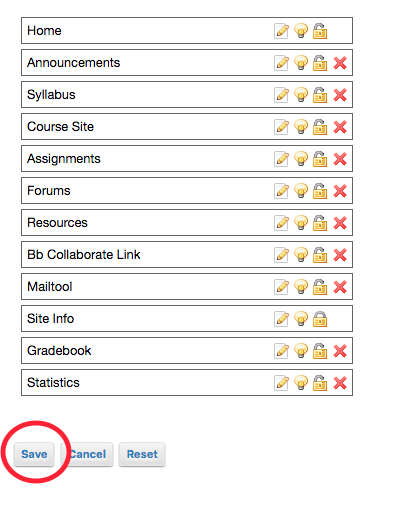 Home
Announcements
Syllabus
Course Site
Assignments
Forums
Resources
Bb Collaborate Link
Mailtool
Site Info
Gradebook
Statistics
Save Cancel Reset